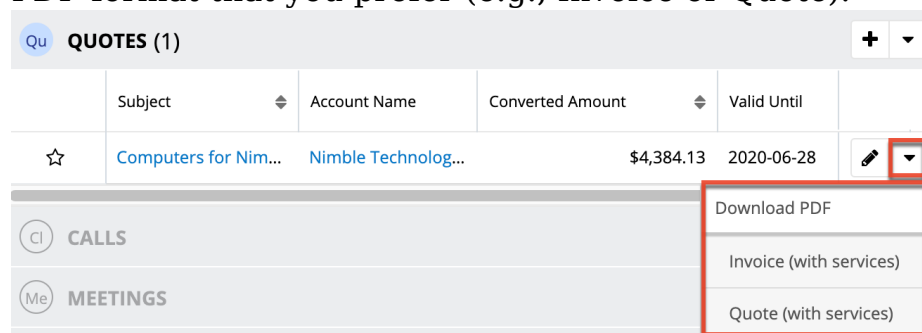 PDF format that you prefer (e.g., Invoice or Quote).
Qu QUOTES (1)
Subject Account Name Converted Amount Valid Until
Computers for Nim... Nimble Technolog... $4,384.13 2020-06-28
Download PDF
Cl CALLS
Invoice (with services)
Me MEETINGS
Quote (with services)